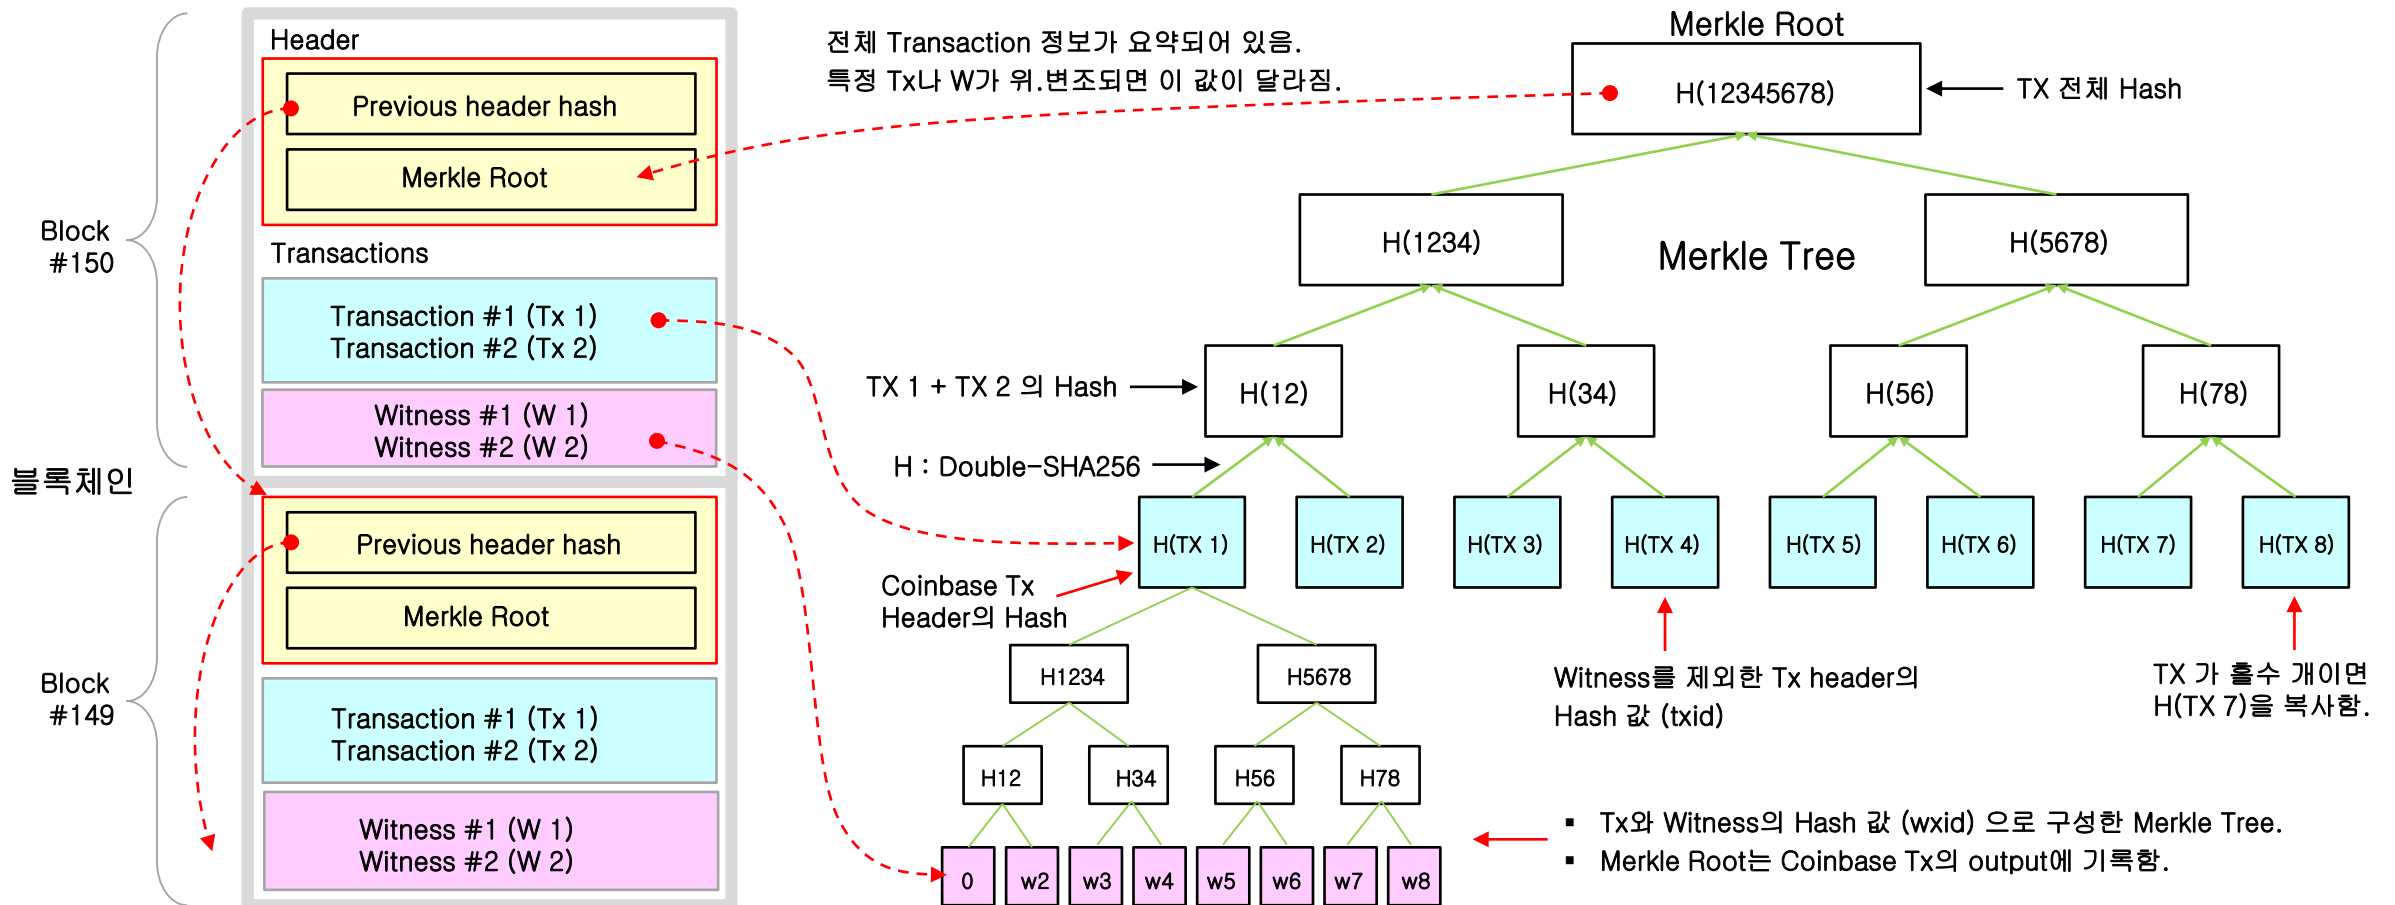 Header
Previous header hash
Merkle Root
Block
#150
Transactions
Transaction #1 (Tx 1)
Transaction #2 (Tx 2)
Witness #1 (W 1)
Witness #2 (W 2)
블록체인
Previous header hash
Merkle Root
Block
#149
Transaction #1 (Tx 1)
Transaction #2 (Tx 2)
Witness #1 (W 1)
Witness #2 (W 2)
전체 Transaction 정보가 요약되어 있음.
특정 Tx나 W가 위.변조되면 이 값이 달라짐.
Merkle Root
H(12345678)
TX 전체 Hash
H(1234)
Merkle Tree
H(5678)
TX 1 + TX 2 의 Hash
H(12)
H(34)
H(56)
H(78)
H : Double-SHA256
H(TX 1)
H(TX 2)
H(TX 3)
H(TX 4)
H(TX 5)
H(TX 6)
H(TX 7)
H(TX 8)
Coinbase Tx
Header의 Hash
Witness를 제외한 Tx header의
Hash 값 (txid)
TX 가 홀수 개이면
H(TX 7)을 복사함.
H1234
H5678
H12
H34
H56
H78
0
w2
w3
w4
w5
w6
w7
w8
▪ Tx와 Witness의 Hash 값 (wxid) 으로 구성한 Merkle Tree.
▪ Merkle Root는 Coinbase Tx의 output에 기록함.